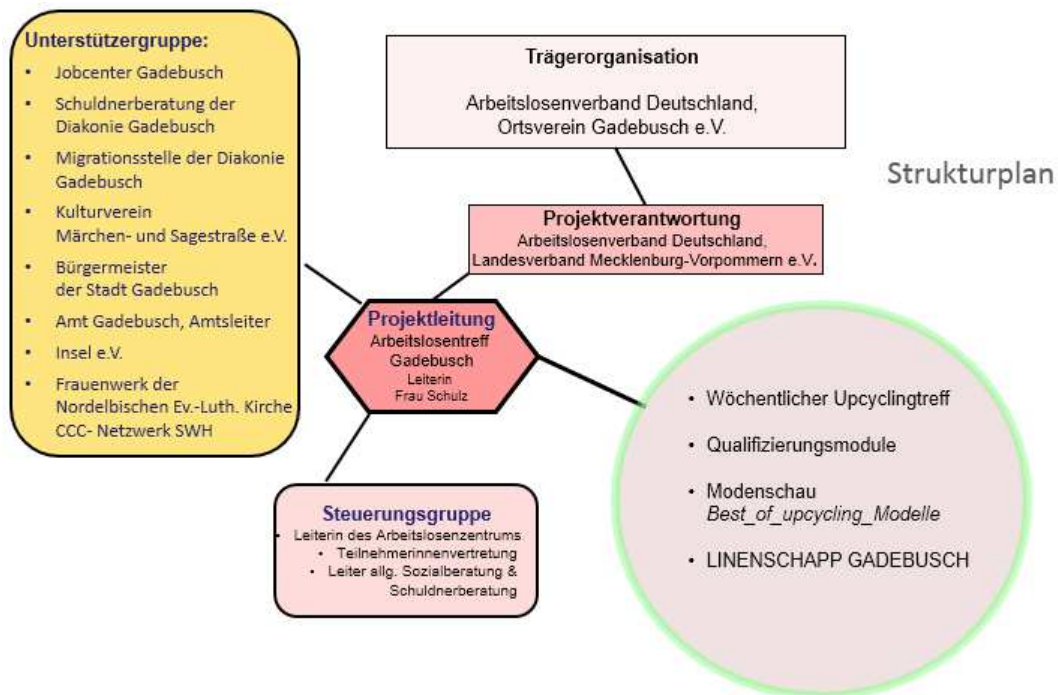 Unterstützergruppe:
• Jobcenter Gadebusch
• Schuldnerberatung der
Diakonie Gadebusch
• Migrationsstelle der Diakonie
Gadebusch
• Kulturverein
Märchen- und Sagestraße e.V.
• Bürgermeister
der Stadt Gadebusch
• Amt Gadebusch, Amtsleiter
• Insel e.V.
• Frauenwerk der
Nordelbischen Ev.-Luth. Kirche
CCC- Netzwerk SWH
Trägerorganisation
Arbeitslosenverband Deutschland,
Ortsverein Gadebusch e.V.
Strukturplan
Projektverantwortung
Arbeitslosenverband Deutschland,
Landesverband Mecklenburg-Vorpommern e.V.
Projektleitung
Arbeitslosentreff
Gadebusch
Leiterin
Frau Schulz
Steuerungsgruppe
• Leiterin des Arbeitslosenzentrums
• Teilnehmerinnenvertretung
• Leiter allg. Sozialberatung &
Schuldnerberatung
• Wöchentlicher Upcyclingtreff
• Qualifizierungsmodule
• Modenschau
Best_of_upcycling_Modelle
• LINENSCHAPP GADEBUSCH